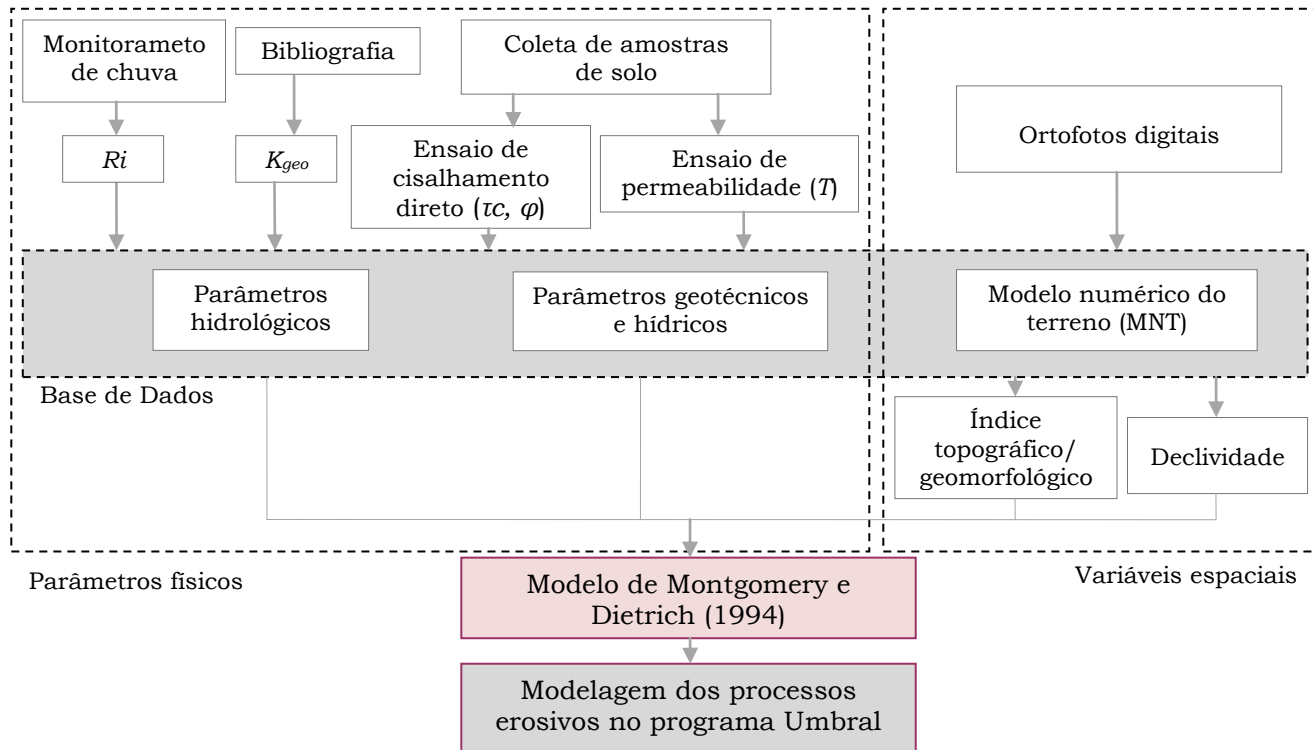 Monitorameto
de chuva
Bibliografia
Coleta de amostras
de solo
Ri
K_geo
Ensaio de
cisalhamento
direto (τc, φ)
Ensaio de
permeabilidade (T)
Ortofotos digitais
Parâmetros
hidrológicos
Parâmetros geotécnicos
e hídricos
Modelo numérico do
terreno (MNT)
Base de Dados
Índice
topográfico/
geomorfológico
Declividade
Parâmetros físicos
Variáveis espaciais
Modelo de Montgomery e
Dietrich (1994)
Modelagem dos processos
erosivos no programa Umbral